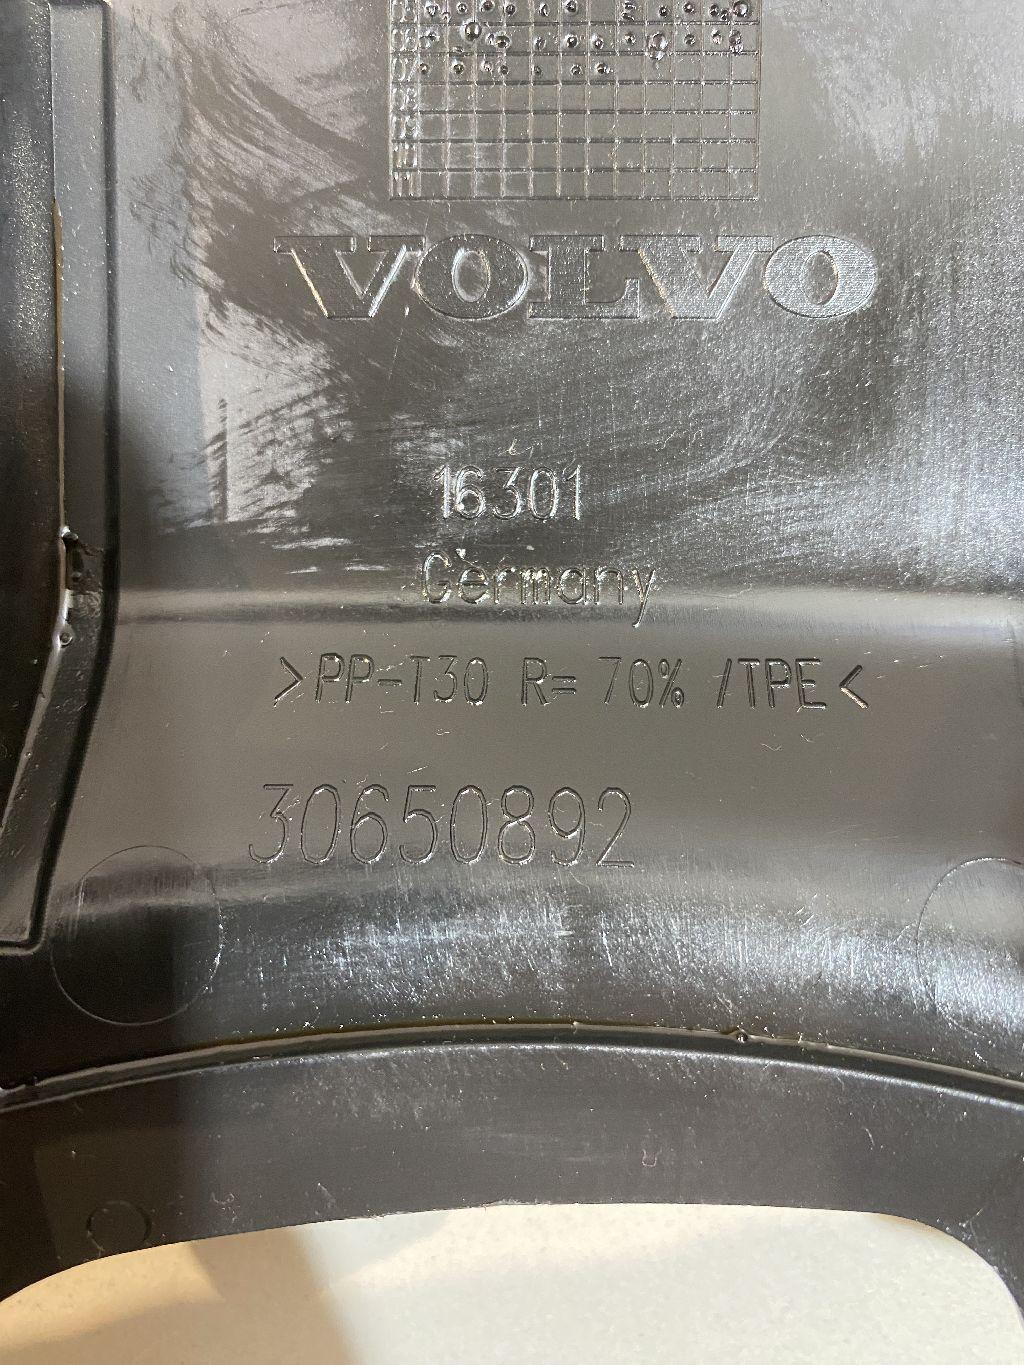 VOLVO
16301
Germany
>PP-T30 R= 70% /TPE<
30650892